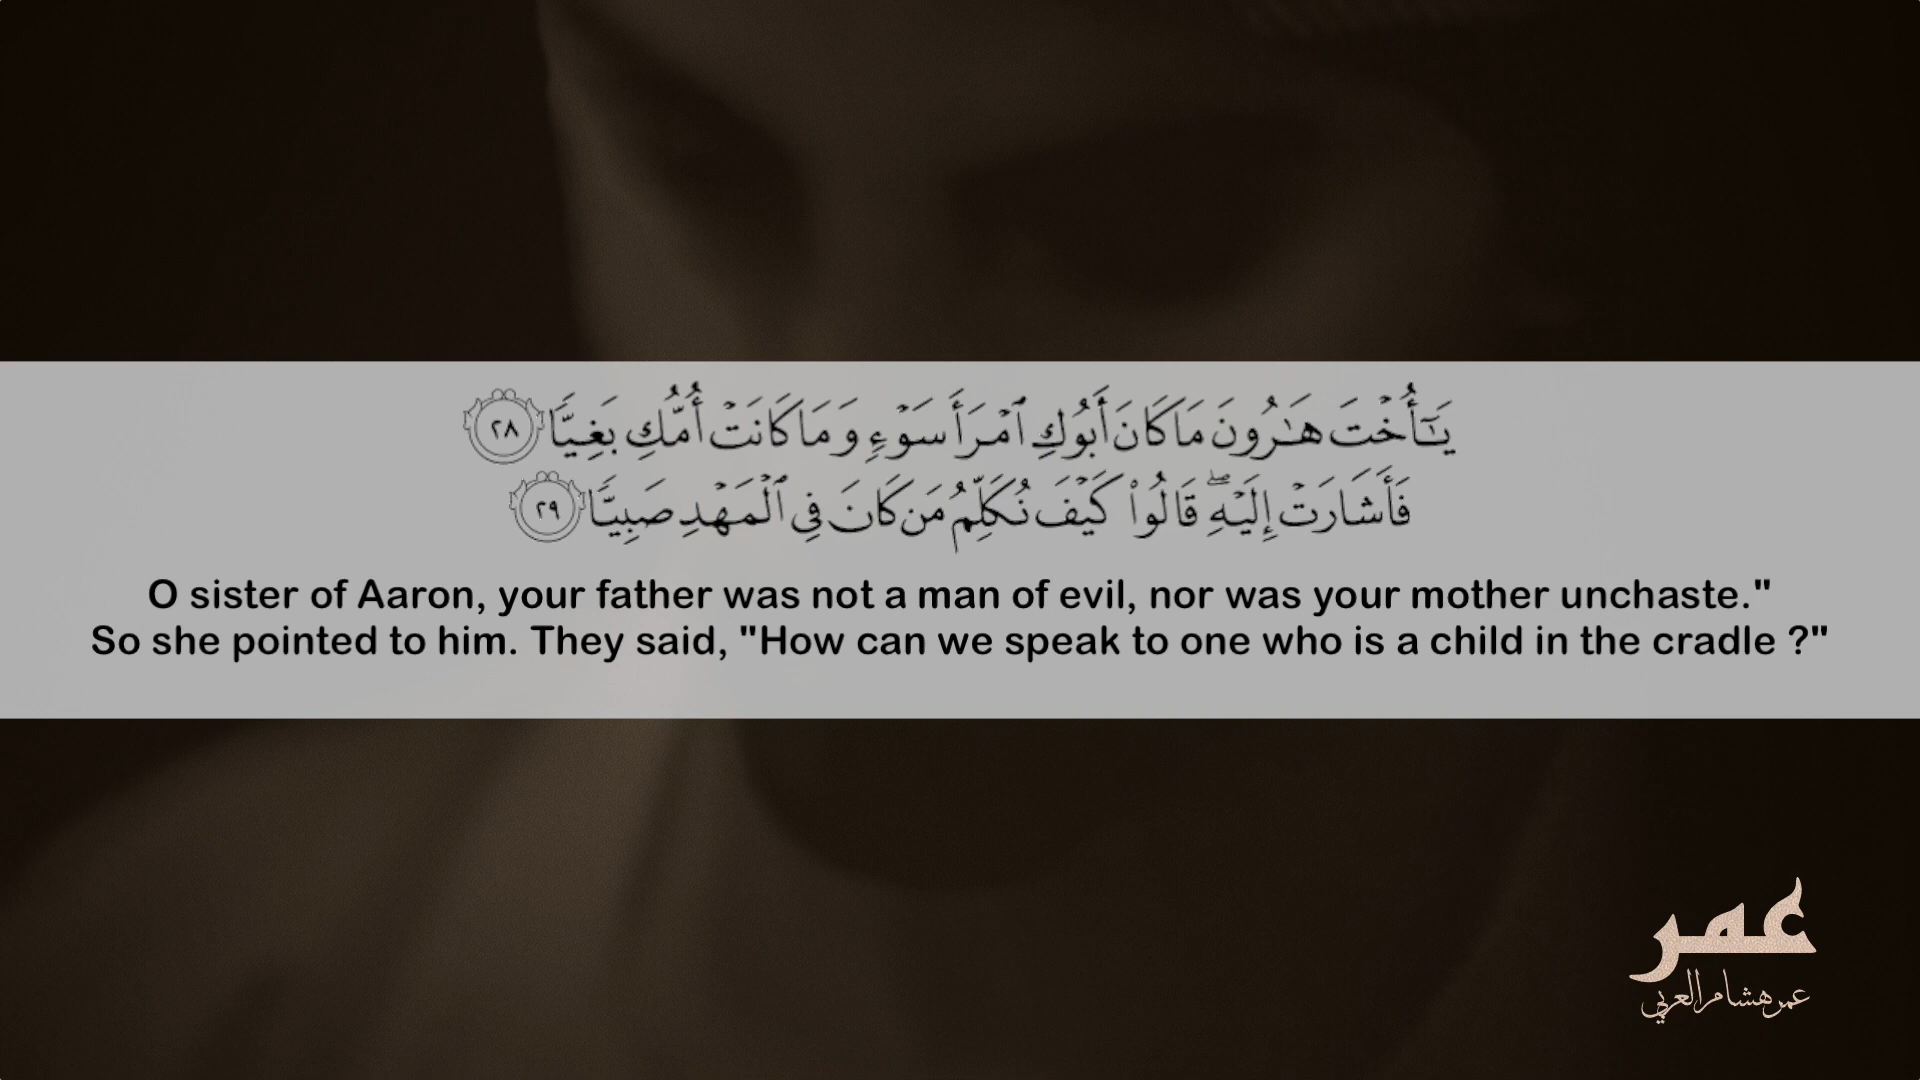 يَـٰٓأُخْتَ هَـٰرُونَ مَا كَانَ أَبُوكِ ٱمْرَأَ سَوْءٍ وَمَا كَانَتْ أُمُّكِ بَغِيًّا ٢٨
فَأَشَارَتْ إِلَيْهِ ۖ قَالُوا۟ كَيْفَ نُكَلِّمُ مَن كَانَ فِى ٱلْمَهْدِ صَبِيًّا ٢٩
O sister of Aaron, your father was not a man of evil, nor was your mother unchaste."
So she pointed to him. They said, "How can we speak to one who is a child in the cradle ?"
عمر
عمر هشام العربي